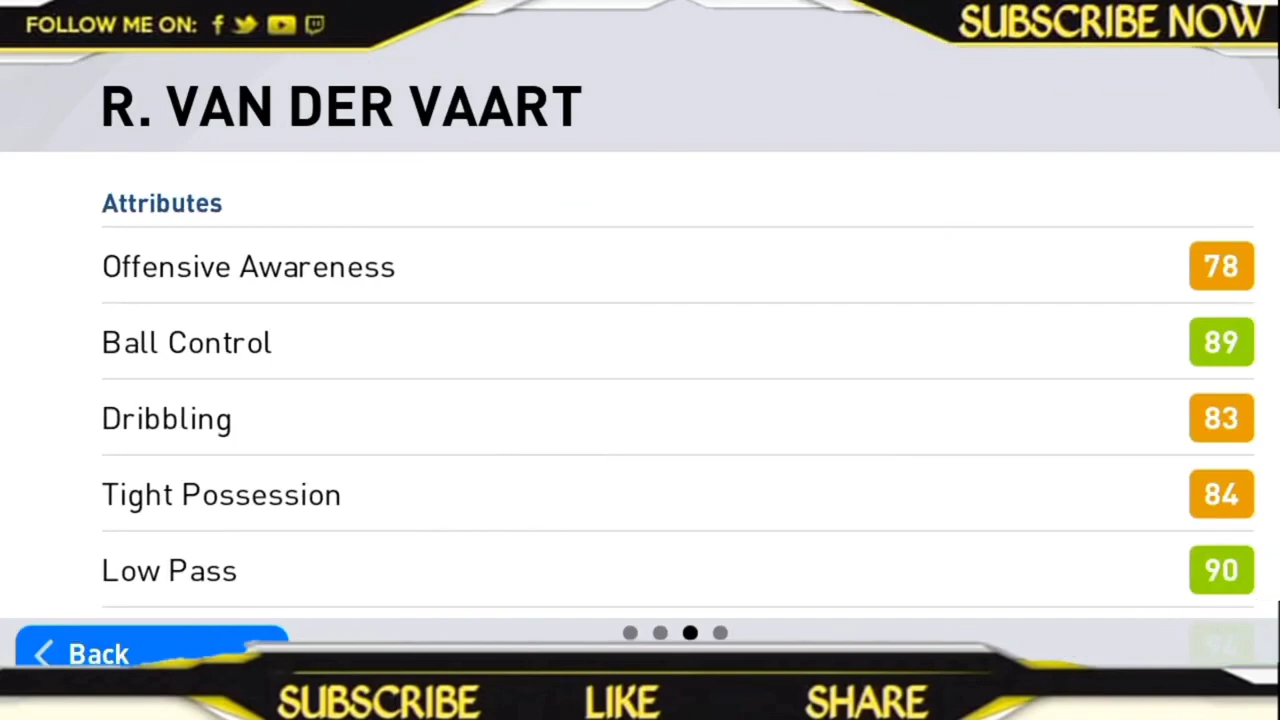 FOLLOW ME ON:
SUBSCRIBE NOW
R. VAN DER VAART
Attributes
Offensive Awareness 78
Ball Control 89
Dribbling 83
Tight Possession 84
Low Pass 90
Back
SUBSCRIBE LIKE SHARE